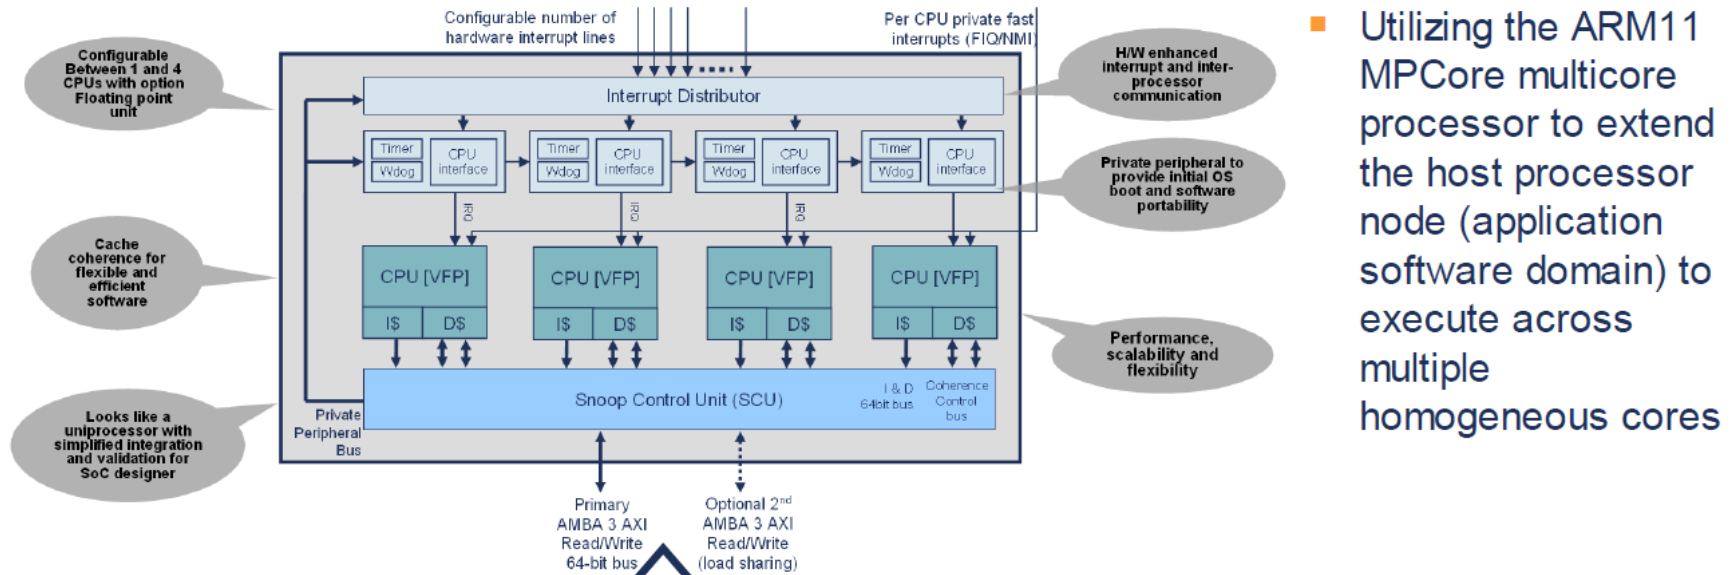 Configurable number of
hardware interrupt lines
Per CPU private fast
interrupts (FIQ/NMI)
Configurable
Between 1 and 4
CPUs with option
Floating point
unit
H/W enhanced
interrupt and inter-
processor
communication
Interrupt Distributor
Timer
Wdog
CPU
interface
Timer
Wdog
CPU
interface
Timer
Wdog
CPU
interface
Timer
Wdog
CPU
interface
Private peripheral to
provide initial OS
boot and software
portability
IRQ
IRQ
IRQ
Cache
coherence for
flexible and
efficient
software
CPU [VFP]
I$
D$
CPU [VFP]
I$
D$
CPU [VFP]
I$
D$
CPU [VFP]
I$
D$
Performance,
scalability and
flexibility
Snoop Control Unit (SCU)
I & D
64bit bus
Coherence
Control
bus
Looks like a
uniprocessor with
simplified integration
and validation for
SoC designer
Private
Peripheral
Bus
Primary
AMBA 3 AXI
Read/Write
64-bit bus
Optional 2nd
AMBA 3 AXI
Read/Write
(load sharing)
Utilizing the ARM11
MPCore multicore
processor to extend
the host processor
node (application
software domain) to
execute across
multiple
homogeneous cores